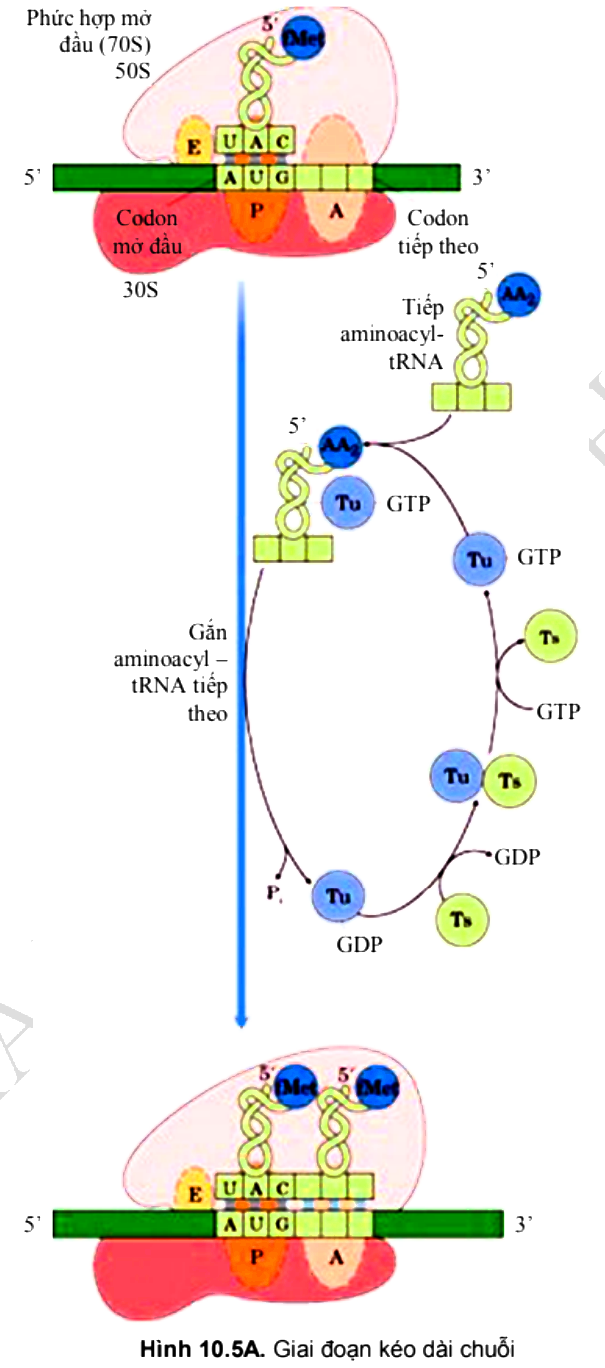 Phức hợp mở
đầu (70S)
50S
5'
fMet
E
U A C
5'
3'
A U G
P
A
Codon
mở đầu
Codon
tiếp theo
30S
5'
AA2
Tiếp
aminoacyl-
tRNA
5'
AA2
Tu
GTP
Tu
GTP
Gắn
aminoacyl –
tRNA tiếp
theo
Ts
GTP
Tu
Ts
GDP
Pi
Tu
Ts
GDP
5'
fMet
5'
fMet
E
U A C
5'
A U G
3'
P
A
Hình 10.5A. Giai đoạn kéo dài chuỗi